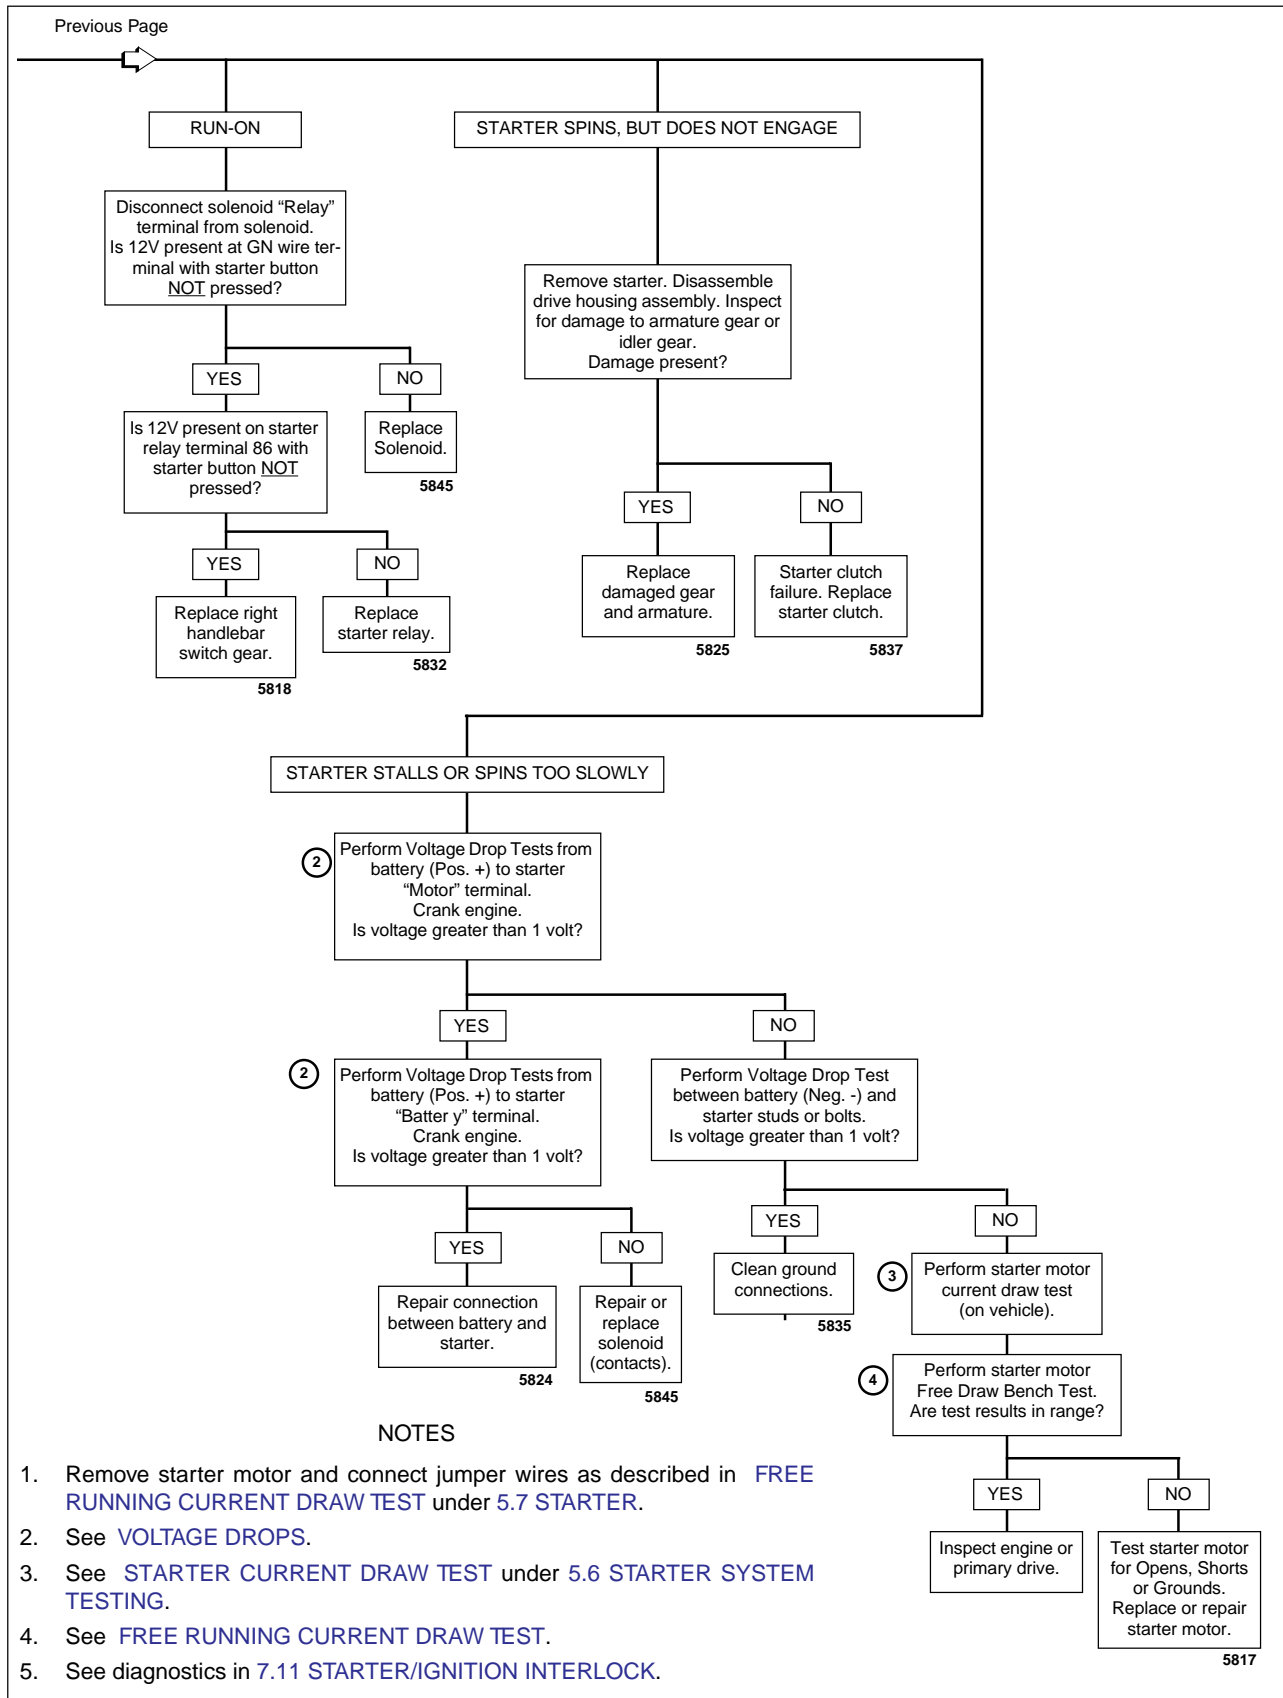 Previous Page
RUN-ON
STARTER SPINS, BUT DOES NOT ENGAGE
Disconnect solenoid “Relay”
terminal from solenoid.
Is 12V present at GN wire ter-
minal with starter button
NOT pressed?
Remove starter. Disassemble
drive housing assembly. Inspect
for damage to armature gear or
idler gear.
Damage present?
YES
NO
Is 12V present on starter
relay terminal 86 with
starter button NOT
pressed?
Replace
Solenoid.
5845
YES
NO
YES
NO
Replace right
handlebar
switch gear.
5818
Replace
starter relay.
5832
Replace
damaged gear
and armature.
5825
Starter clutch
failure. Replace
starter clutch.
5837
STARTER STALLS OR SPINS TOO SLOWLY
2
Perform Voltage Drop Tests from
battery (Pos. +) to starter
“Motor” terminal.
Crank engine.
Is voltage greater than 1 volt?
YES
NO
2
Perform Voltage Drop Tests from
battery (Pos. +) to starter
“Batter y” terminal.
Crank engine.
Is voltage greater than 1 volt?
Perform Voltage Drop Test
between battery (Neg. -) and
starter studs or bolts.
Is voltage greater than 1 volt?
YES
NO
YES
NO
Repair connection
between battery and
starter.
5824
Repair or
replace
solenoid
(contacts).
5845
Clean ground
connections.
5835
3
Perform starter motor
current draw test
(on vehicle).
4
Perform starter motor
Free Draw Bench Test.
Are test results in range?
YES
NO
Inspect engine or
primary drive.
Test starter motor
for Opens, Shorts
or Grounds.
Replace or repair
starter motor.
5817
NOTES
1. Remove starter motor and connect jumper wires as described in FREE
RUNNING CURRENT DRAW TEST under 5.7 STARTER.
2. See VOLTAGE DROPS.
3. See STARTER CURRENT DRAW TEST under 5.6 STARTER SYSTEM
TESTING.
4. See FREE RUNNING CURRENT DRAW TEST.
5. See diagnostics in 7.11 STARTER/IGNITION INTERLOCK.